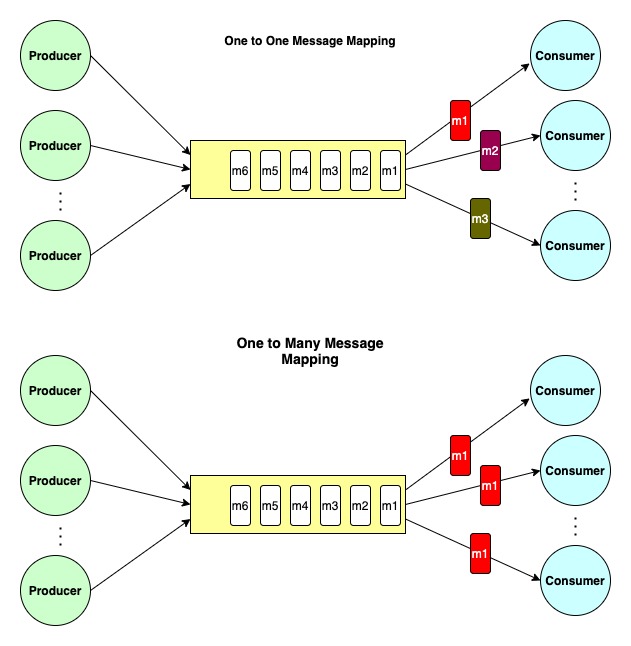 One to One Message Mapping
Producer
Producer
Producer
m6 m5 m4 m3 m2 m1
m1
m2
m3
Consumer
Consumer
Consumer
One to Many Message
Mapping
Producer
Producer
Producer
m6 m5 m4 m3 m2 m1
m1
m1
m1
Consumer
Consumer
Consumer